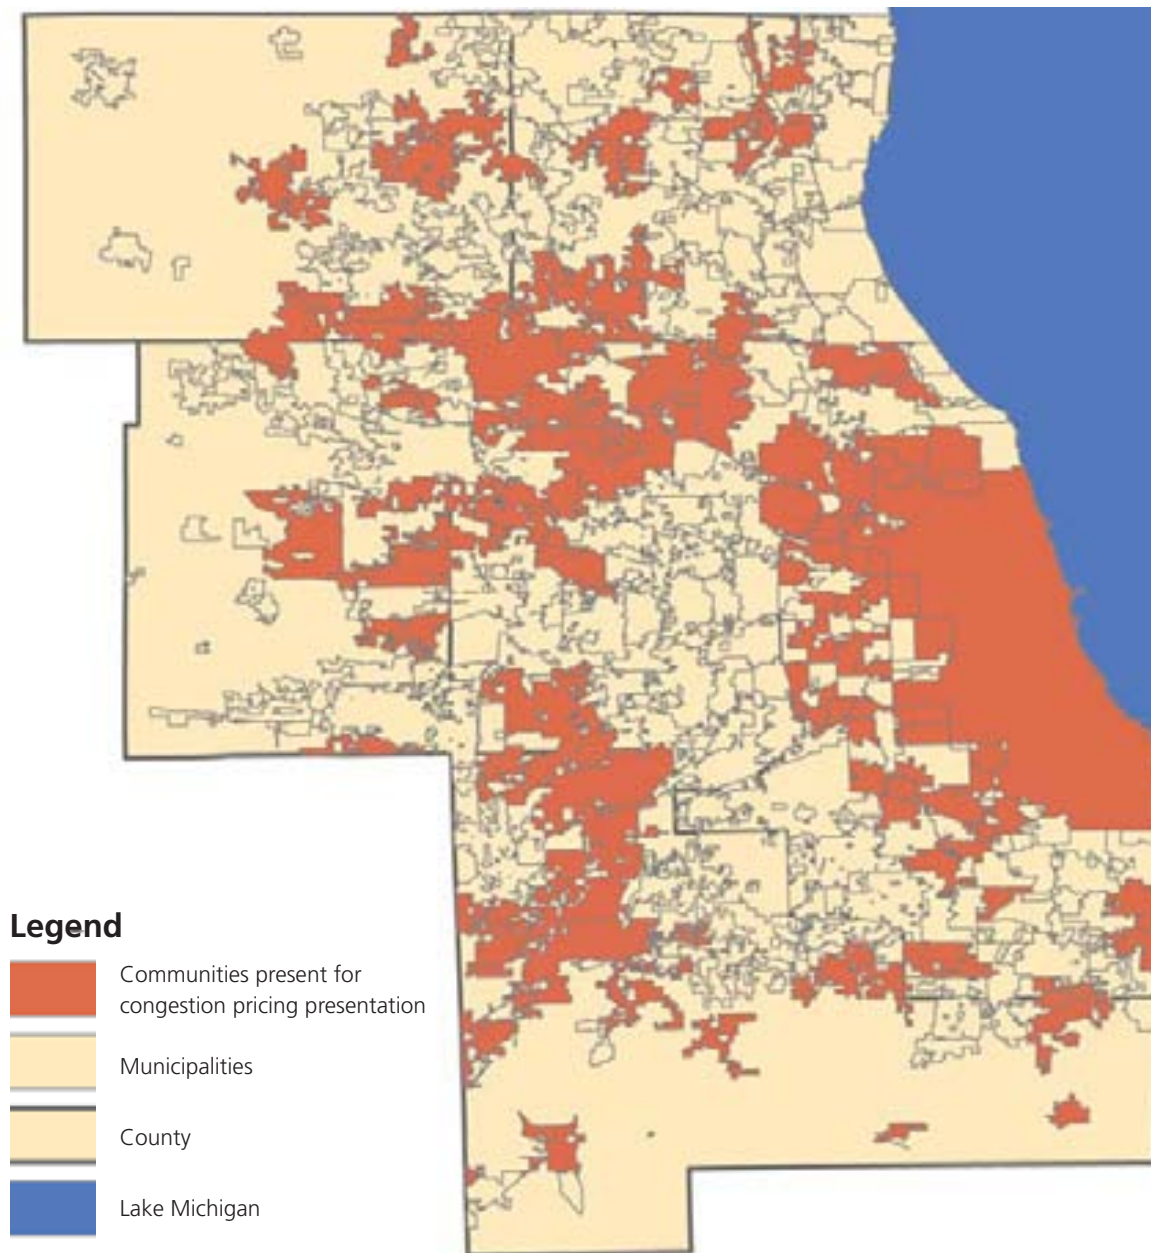 Legend
Communities present for
congestion pricing presentation
Municipalities
County
Lake Michigan